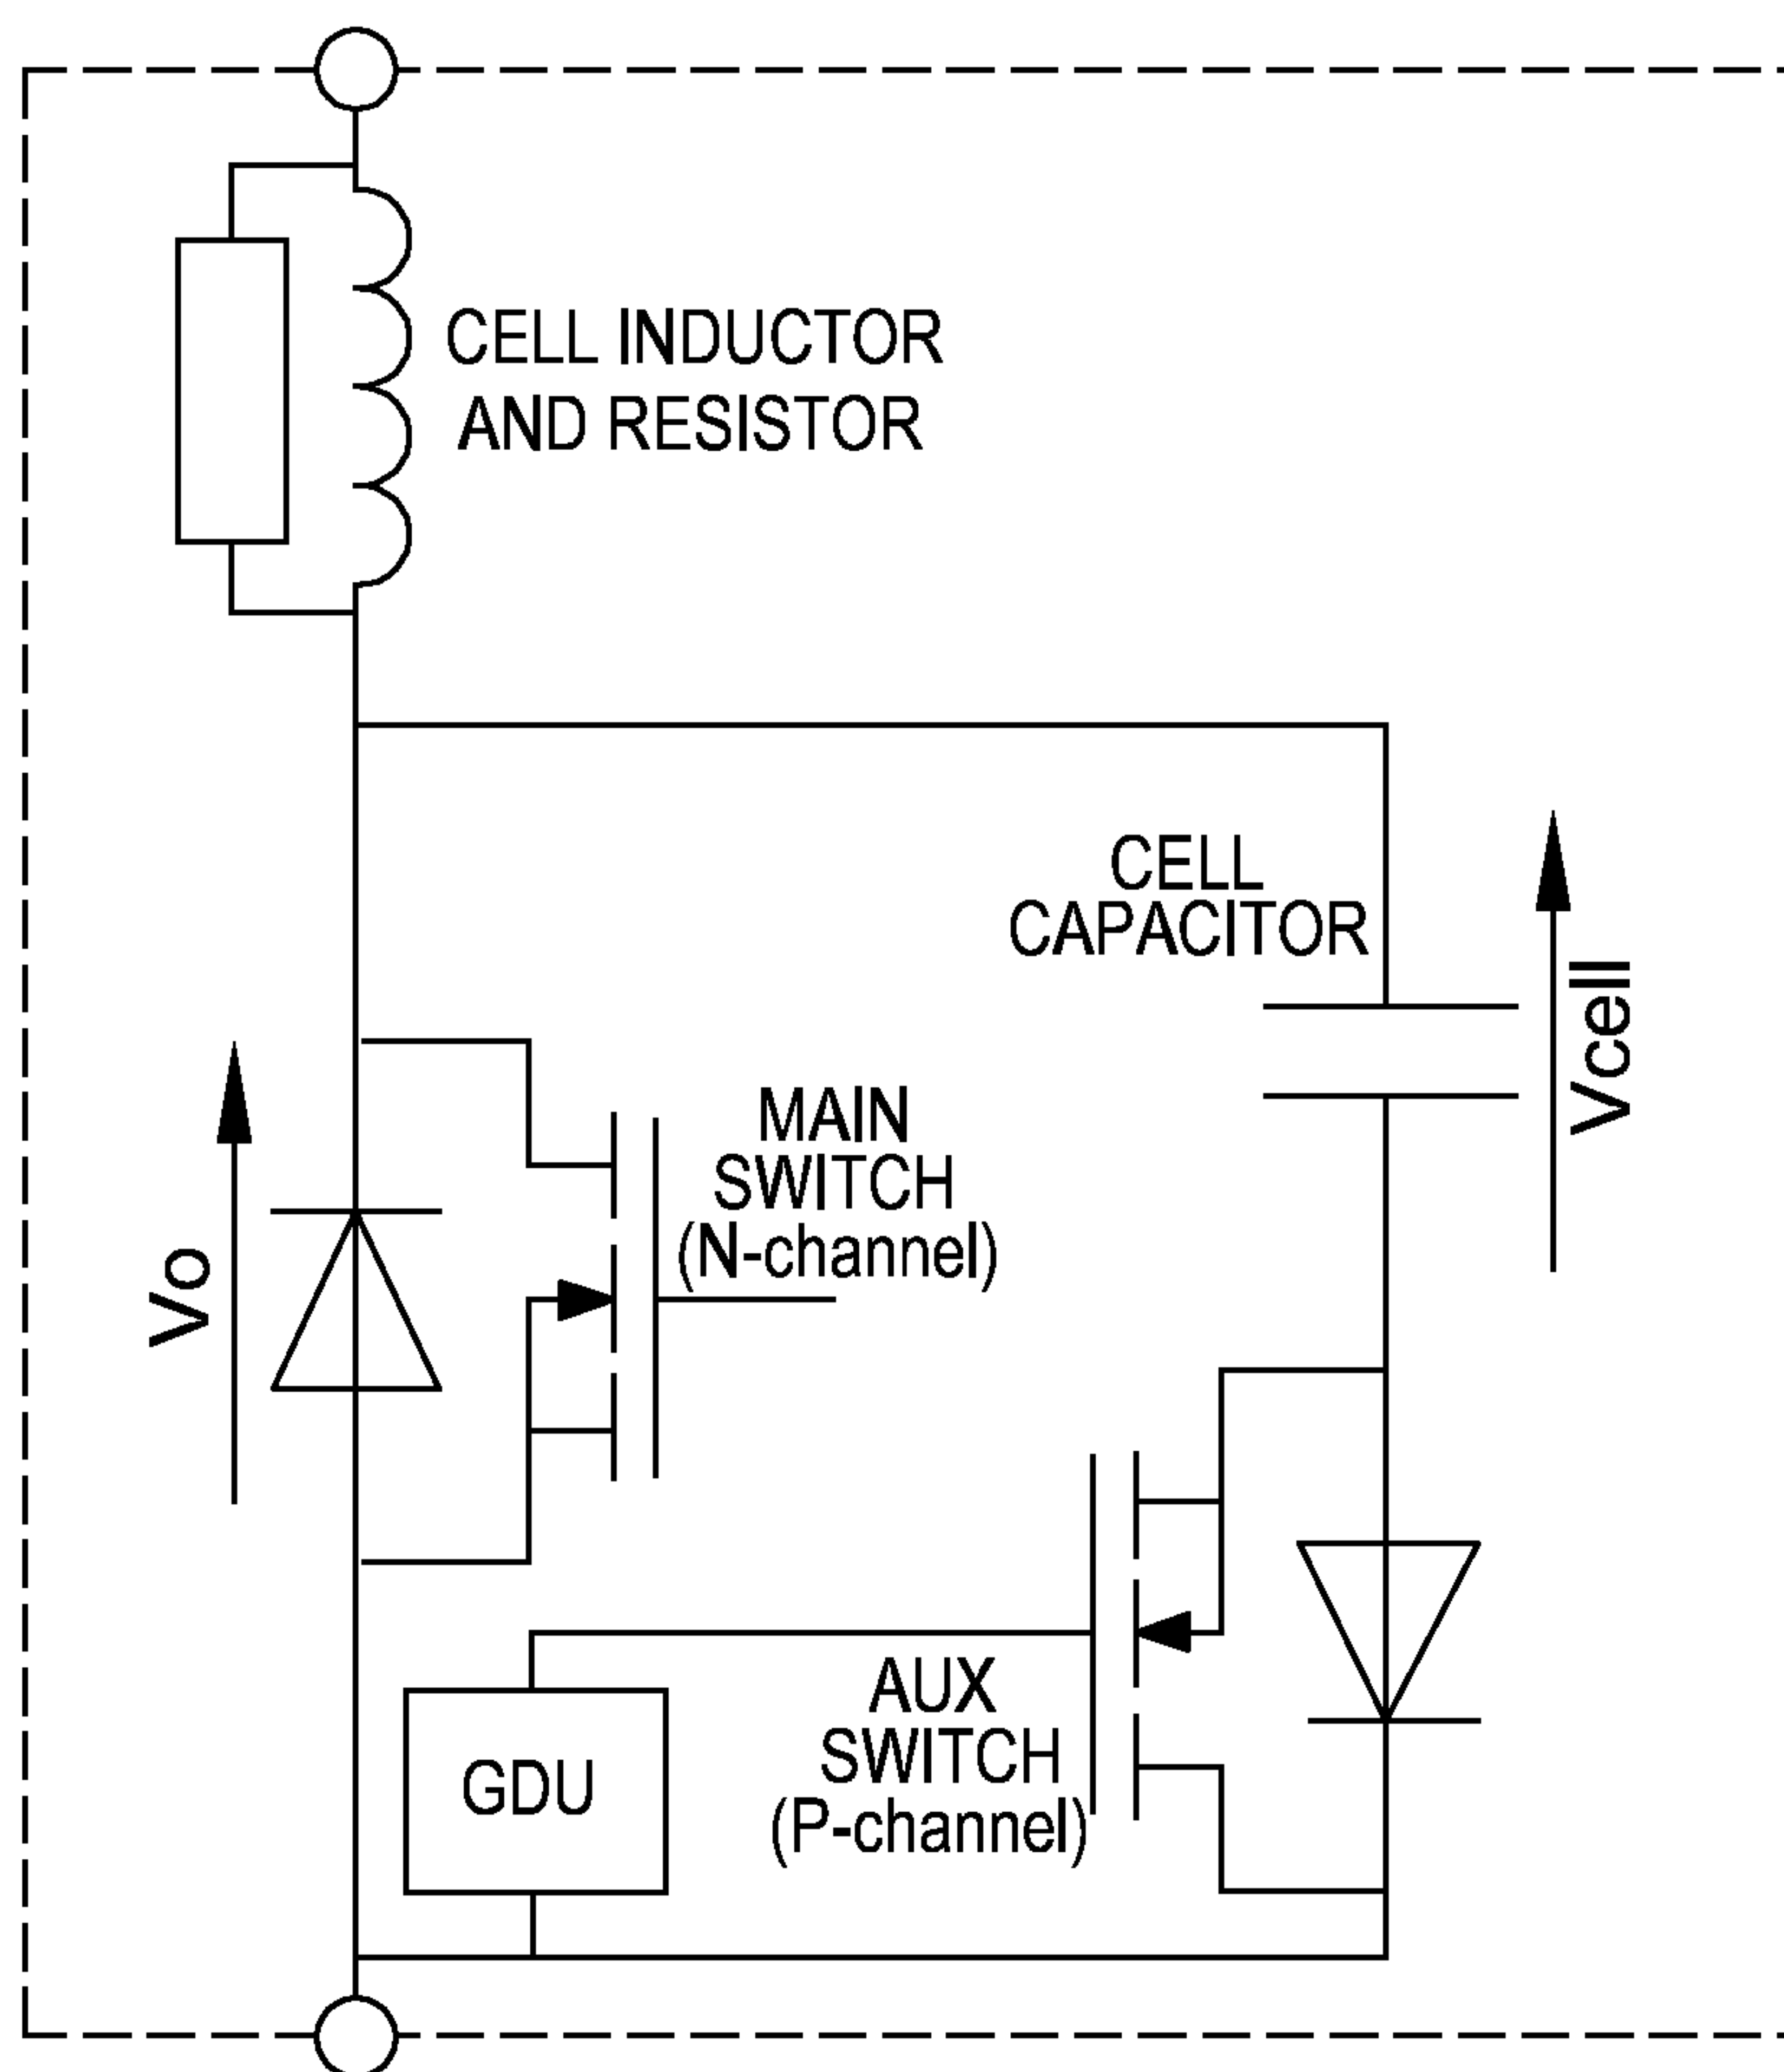 CELL INDUCTOR
AND RESISTOR
CELL
CAPACITOR
Vcell
MAIN
SWITCH
(N-channel)
Vo
AUX
SWITCH
(P-channel)
GDU